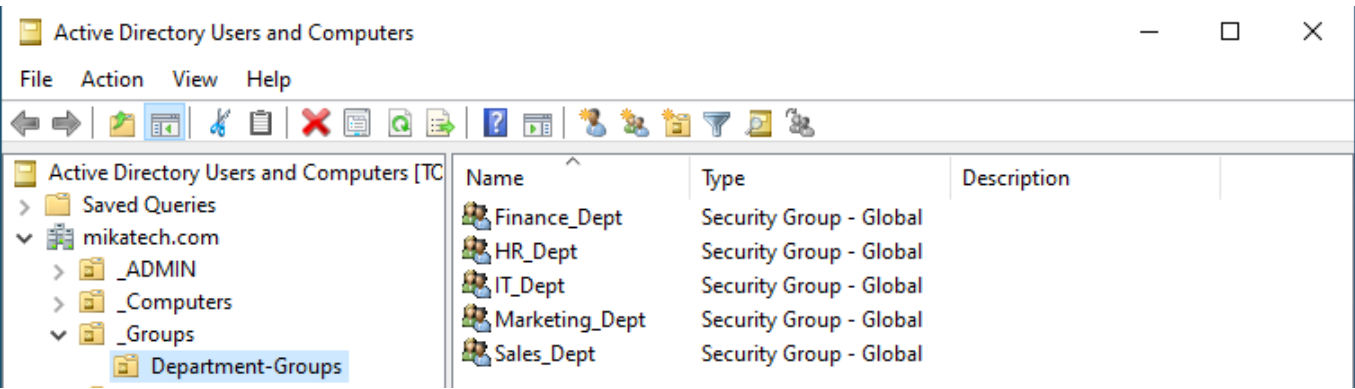 Active Directory Users and Computers
File Action View Help
Active Directory Users and Computers [TC
Saved Queries
mikatech.com
_ADMIN
_Computers
_Groups
Department-Groups
Name Type Description
Finance_Dept Security Group - Global
HR_Dept Security Group - Global
IT_Dept Security Group - Global
Marketing_Dept Security Group - Global
Sales_Dept Security Group - Global